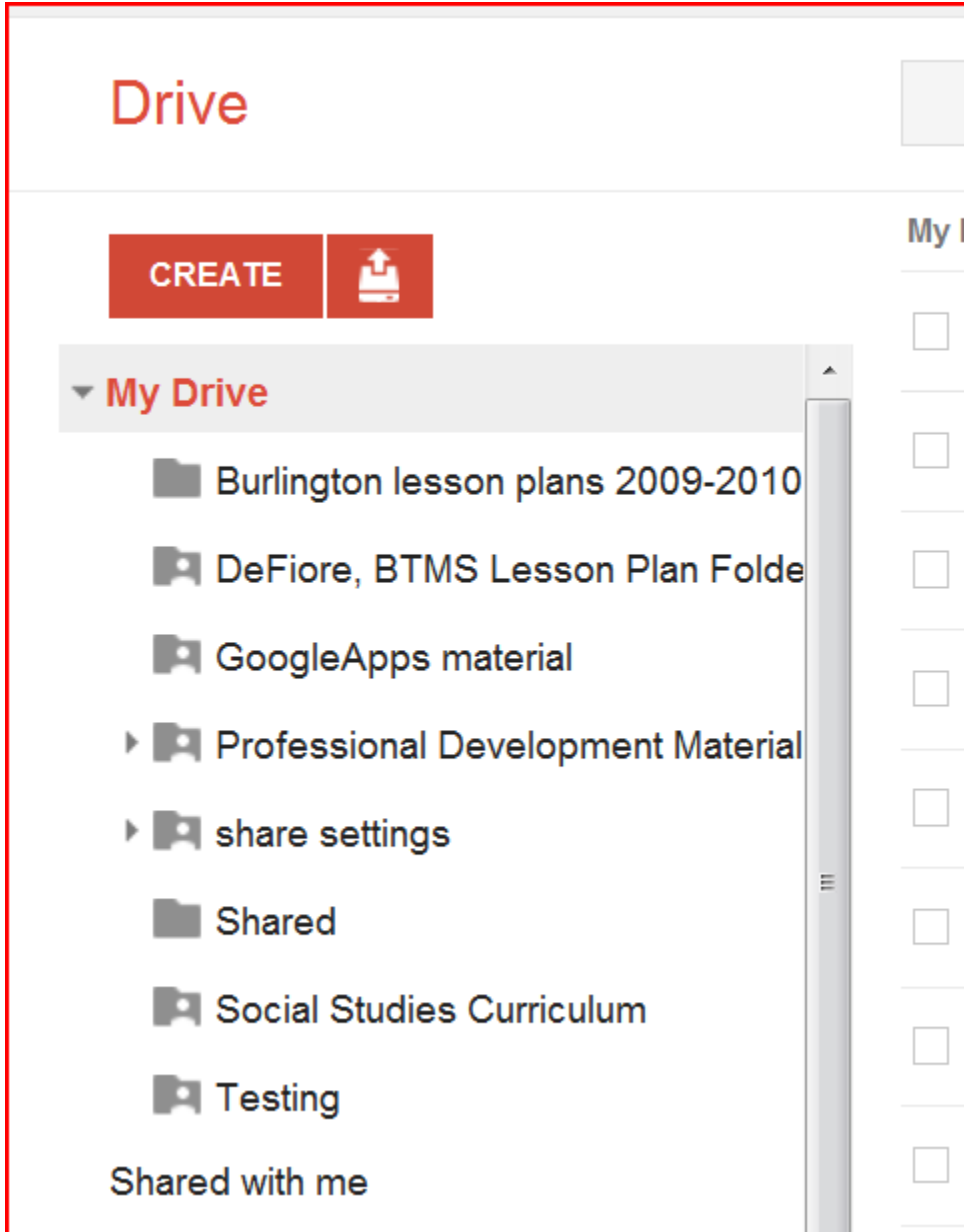 Drive
CREATE
My
My Drive
Burlington lesson plans 2009-2010
DeFiore, BTMS Lesson Plan Folde
GoogleApps material
Professional Development Material
share settings
Shared
Social Studies Curriculum
Testing
Shared with me